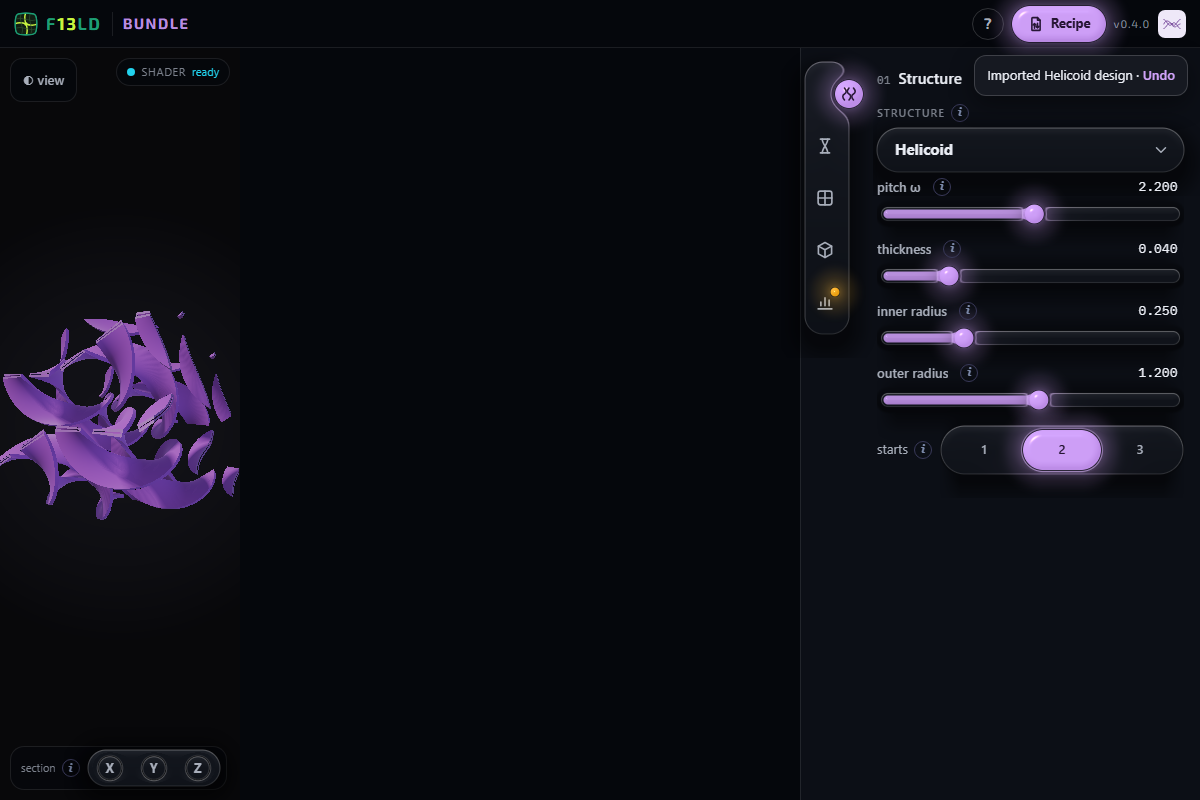 F13LD BUNDLE
? Recipe v0.4.0
view
SHADER ready
01 Structure
Imported Helicoid design · Undo
STRUCTURE i
Helicoid
pitch ω i 2.200
thickness i 0.040
inner radius i 0.250
outer radius i 1.200
starts i 1 2 3
section i X Y Z